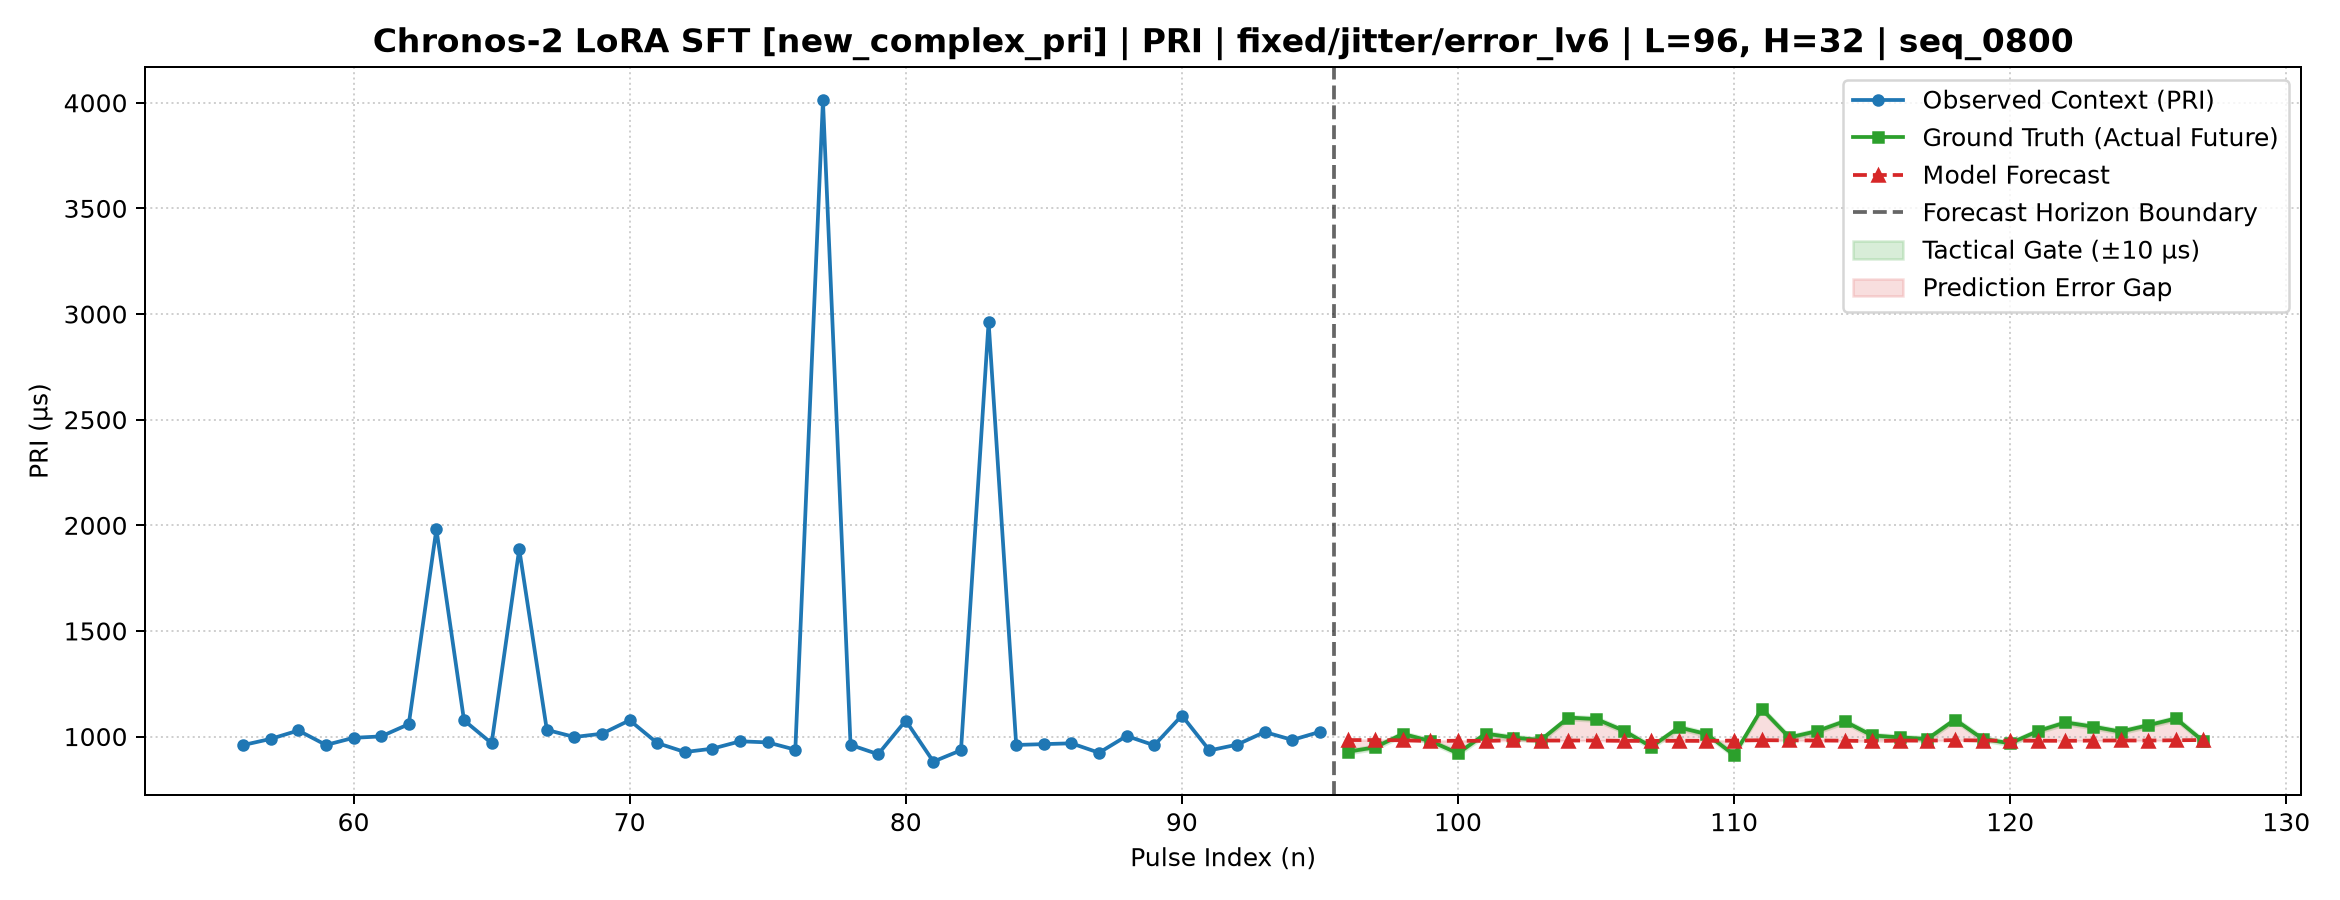 Chronos-2 LoRA SFT [new_complex_pri] | PRI | fixed/jitter/error_lv6 | L=96, H=32 | seq_0800
PRI (µs)
4000
3500
3000
2500
2000
1500
1000
Observed Context (PRI)
Ground Truth (Actual Future)
Model Forecast
Forecast Horizon Boundary
Tactical Gate (±10 µs)
Prediction Error Gap
60
70
80
90
100
110
120
130
Pulse Index (n)